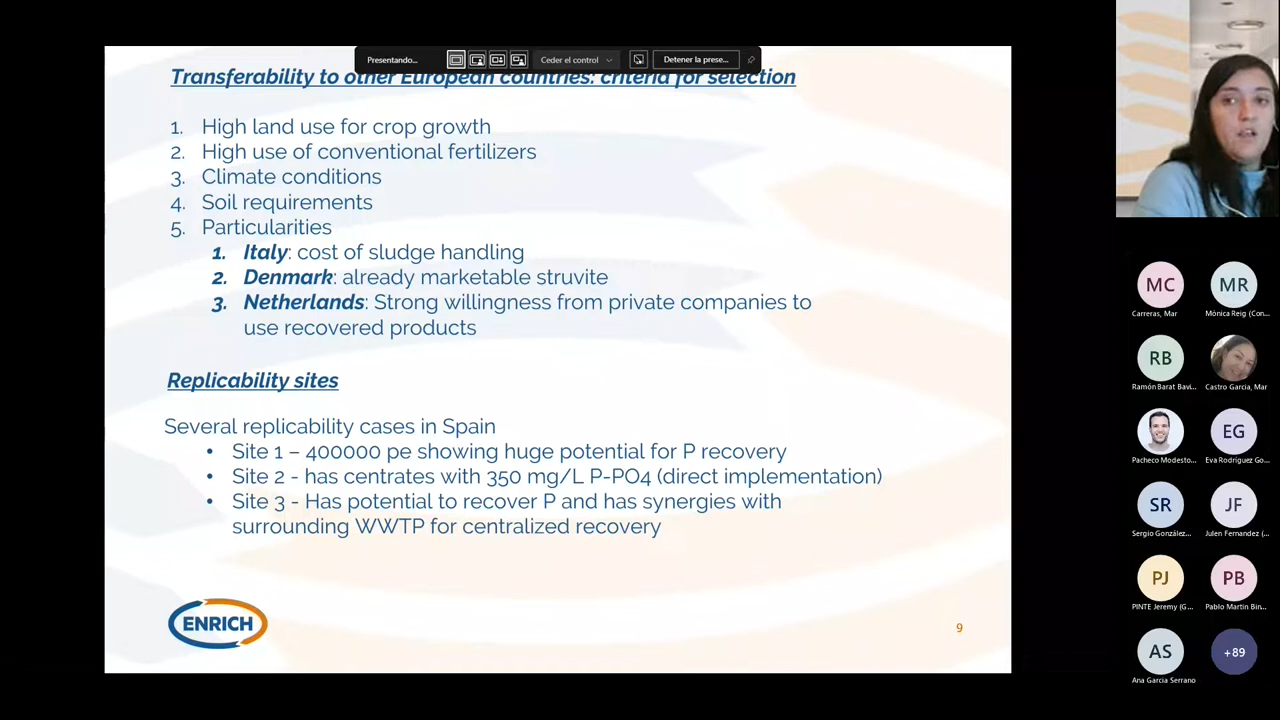 Presentando...
Ceder el control
Detener la prese...
Transferability to other European countries: criteria for selection
1. High land use for crop growth
2. High use of conventional fertilizers
3. Climate conditions
4. Soil requirements
5. Particularities
1. Italy: cost of sludge handling
2. Denmark: already marketable struvite
3. Netherlands: Strong willingness from private companies to
use recovered products
Replicability sites
Several replicability cases in Spain
• Site 1 – 400000 pe showing huge potential for P recovery
• Site 2 - has centrates with 350 mg/L P-PO4 (direct implementation)
• Site 3 - Has potential to recover P and has synergies with
surrounding WWTP for centralized recovery
ENRICH
9
MC
MR
Carreras, Mar
Mónica Reig (Con...
RB
Ramón Barat Bavi...
Castro Garcia, Mar
EG
Pacheco Modesto...
Eva Rodríguez Go...
SR
JF
Sergio González...
Julen Fernandez (...
PJ
PB
PINTE Jeremy (G...
Pablo Martin Bin...
AS
+89
Ana Garcia Serrano